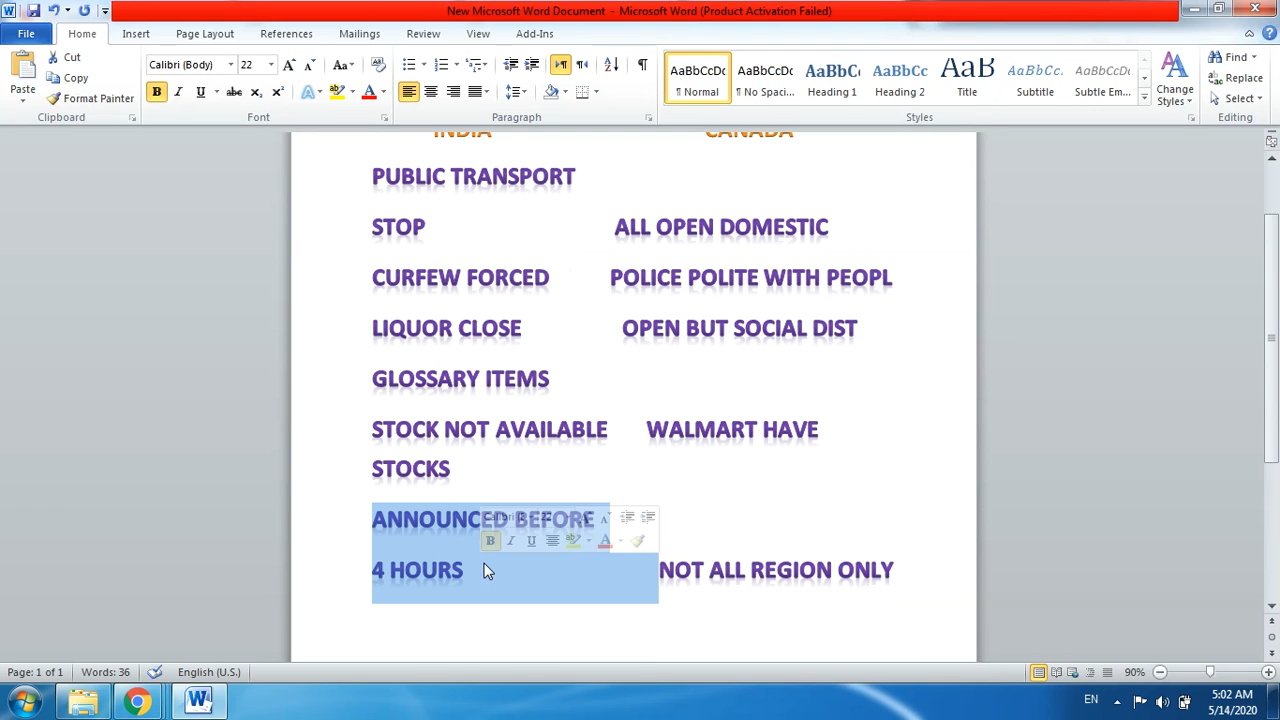 New Microsoft Word Document - Microsoft Word (Product Activation Failed)
File Home Insert Page Layout References Mailings Review View Add-Ins
Cut
Copy
Format Painter
Paste
Clipboard
Calibri (Body) 22
Font
Paragraph
AaBbCcDc AaBbCcDc AaBbC AaBbCc AaB AaBbCc. AaBbCcDc
¶ Normal ¶ No Spaci... Heading 1 Heading 2 Title Subtitle Subtle Em...
Change Styles
Styles
Find
Replace
Select
Editing
INDIA CANADA
PUBLIC TRANSPORT
STOP ALL OPEN DOMESTIC
CURFEW FORCED POLICE POLITE WITH PEOPL
LIQUOR CLOSE OPEN BUT SOCIAL DIST
GLOSSARY ITEMS
STOCK NOT AVAILABLE WALMART HAVE
STOCKS
ANNOUNCED BEFORE
4 HOURS NOT ALL REGION ONLY
Page: 1 of 1 Words: 36 English (U.S.) 90%
EN 5:02 AM
5/14/2020